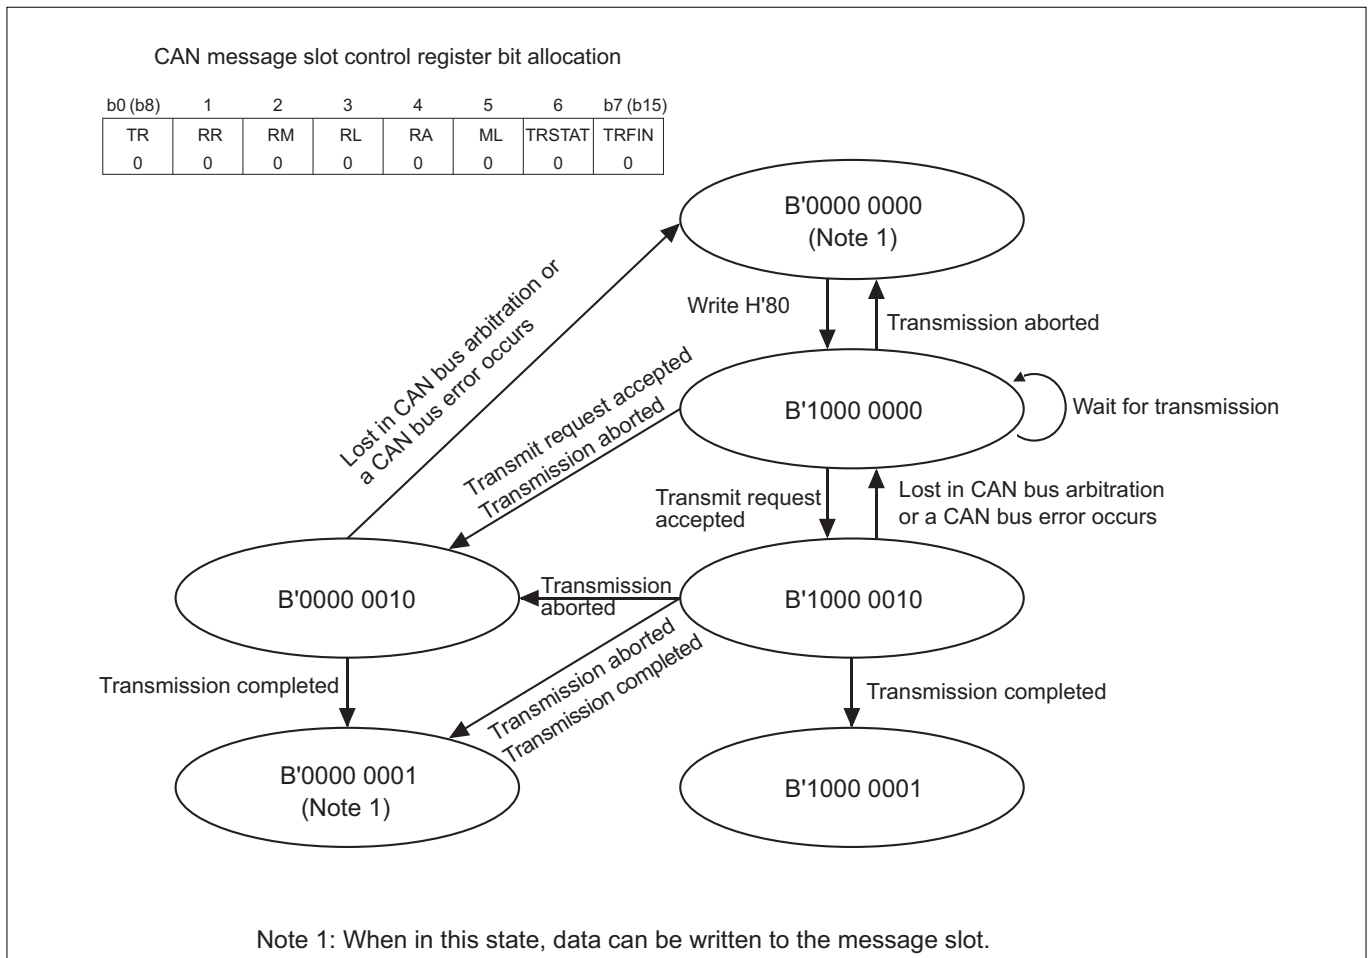 CAN message slot control register bit allocation
b0 (b8) 1 2 3 4 5 6 b7 (b15)
TR RR RM RL RA ML TRSTAT TRFIN
0 0 0 0 0 0 0 0
B'0000 0000
(Note 1)
Write H'80
Transmission aborted
Lost in CAN bus arbitration or
a CAN bus error occurs
Transmit request accepted
Transmission aborted
B'1000 0000
Wait for transmission
Transmit request
accepted
Lost in CAN bus arbitration
or a CAN bus error occurs
B'0000 0010
Transmission
aborted
B'1000 0010
Transmission completed
Transmission aborted
Transmission completed
Transmission completed
B'0000 0001
(Note 1)
B'1000 0001
Note 1: When in this state, data can be written to the message slot.